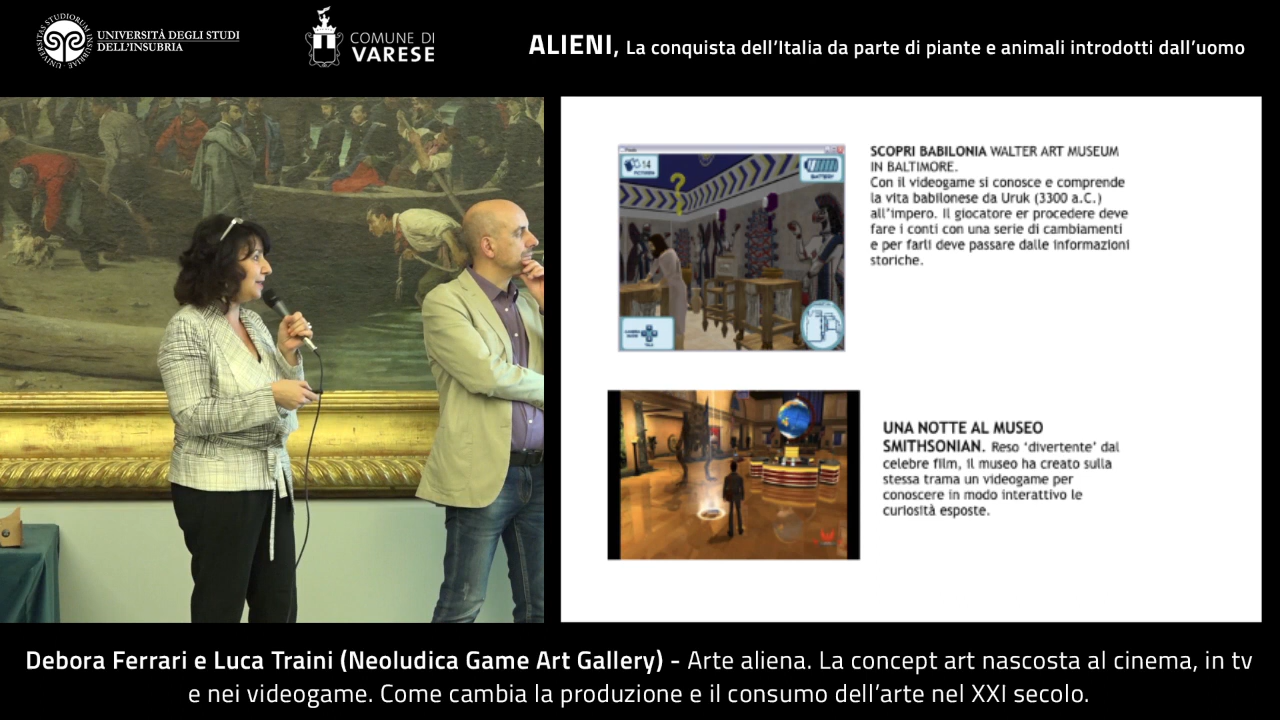 UNIVERSITÀ DEGLI STUDI
DELL'INSUBRIA
COMUNE DI
VARESE
ALIENI, La conquista dell'Italia da parte di piante e animali introdotti dall'uomo
SCOPRI BABILONIA WALTER ART MUSEUM
IN BALTIMORE.
Con il videogame si conosce e comprende
la vita babilonese da Uruk (3300 a.C.)
all'impero. Il giocatore er procedere deve
fare i conti con una serie di cambiamenti
e per farli deve passare dalle informazioni
storiche.
UNA NOTTE AL MUSEO
SMITHSONIAN. Reso 'divertente' dal
celebre film, il museo ha creato sulla
stessa trama un videogame per
conoscere in modo interattivo le
curiosità esposte.
Debora Ferrari e Luca Traini (Neoludica Game Art Gallery) - Arte aliena. La concept art nascosta al cinema, in tv
e nei videogame. Come cambia la produzione e il consumo dell'arte nel XXI secolo.